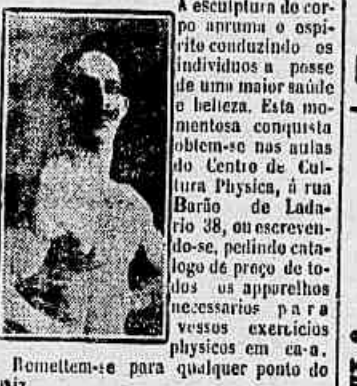 A esculptura do cor-
po apruma o espi-
rito conduzindo os
individuos a posse
de uma maior saúde
e belleza. Esta mo-
mentosa conquista
obtem-se nas aulas
do Centro de Cul-
tura Physica, á rua
Barão de Lada-
rio 38, ou escreven-
do-se, pedindo cata-
logo de preço de to-
dos os apparelhos
necessarios para
vossos exercicios
physicos em ca-a.
Remettem-se para qualquer ponto do